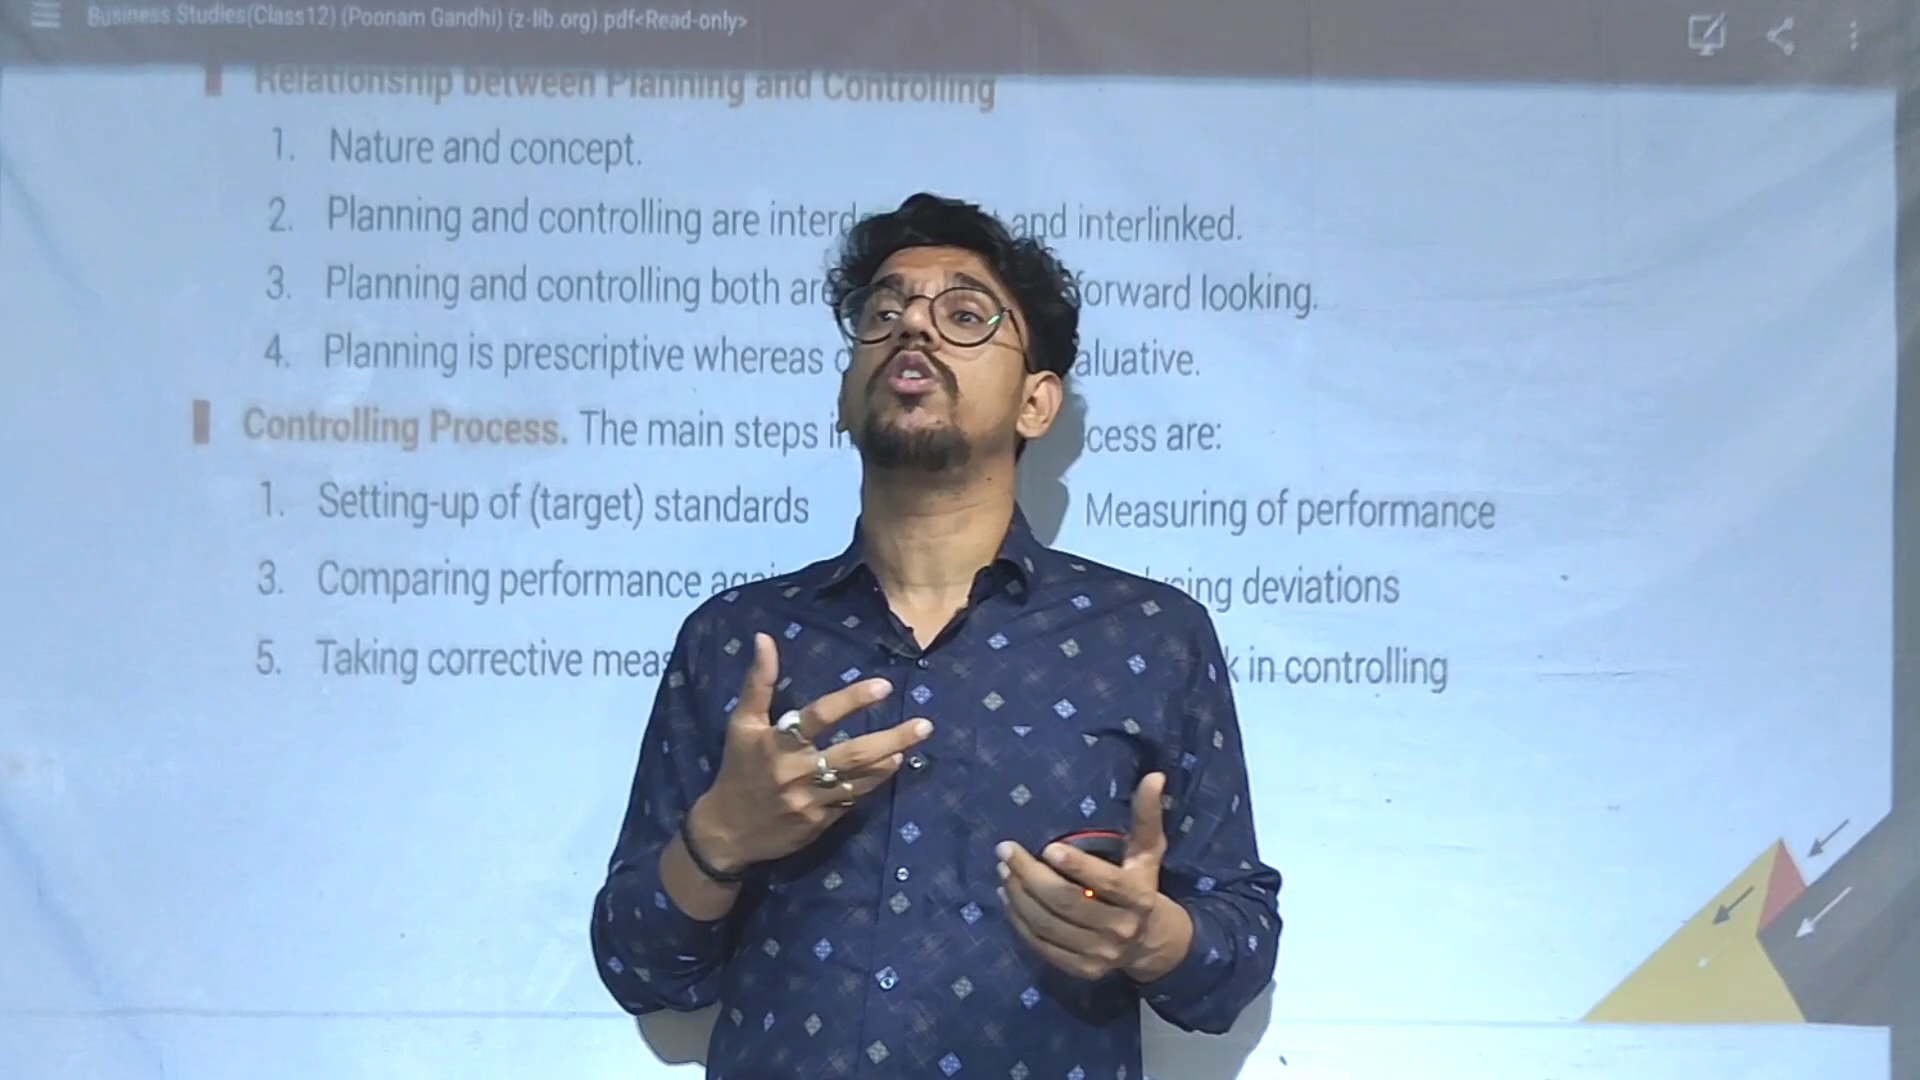 Business Studies(Class12) (Poonam Gandhi) (z-lib.org).pdf<Read-only>
Relationship between Planning and Controlling
1. Nature and concept.
2. Planning and controlling are and interlinked.
3. Planning and controlling both are forward looking.
4. Planning is prescriptive whereas
Controlling Process. The main steps are:
1. Setting-up of (target) standards Measuring of performance
3. Comparing performance deviations
5. Taking corrective in controlling